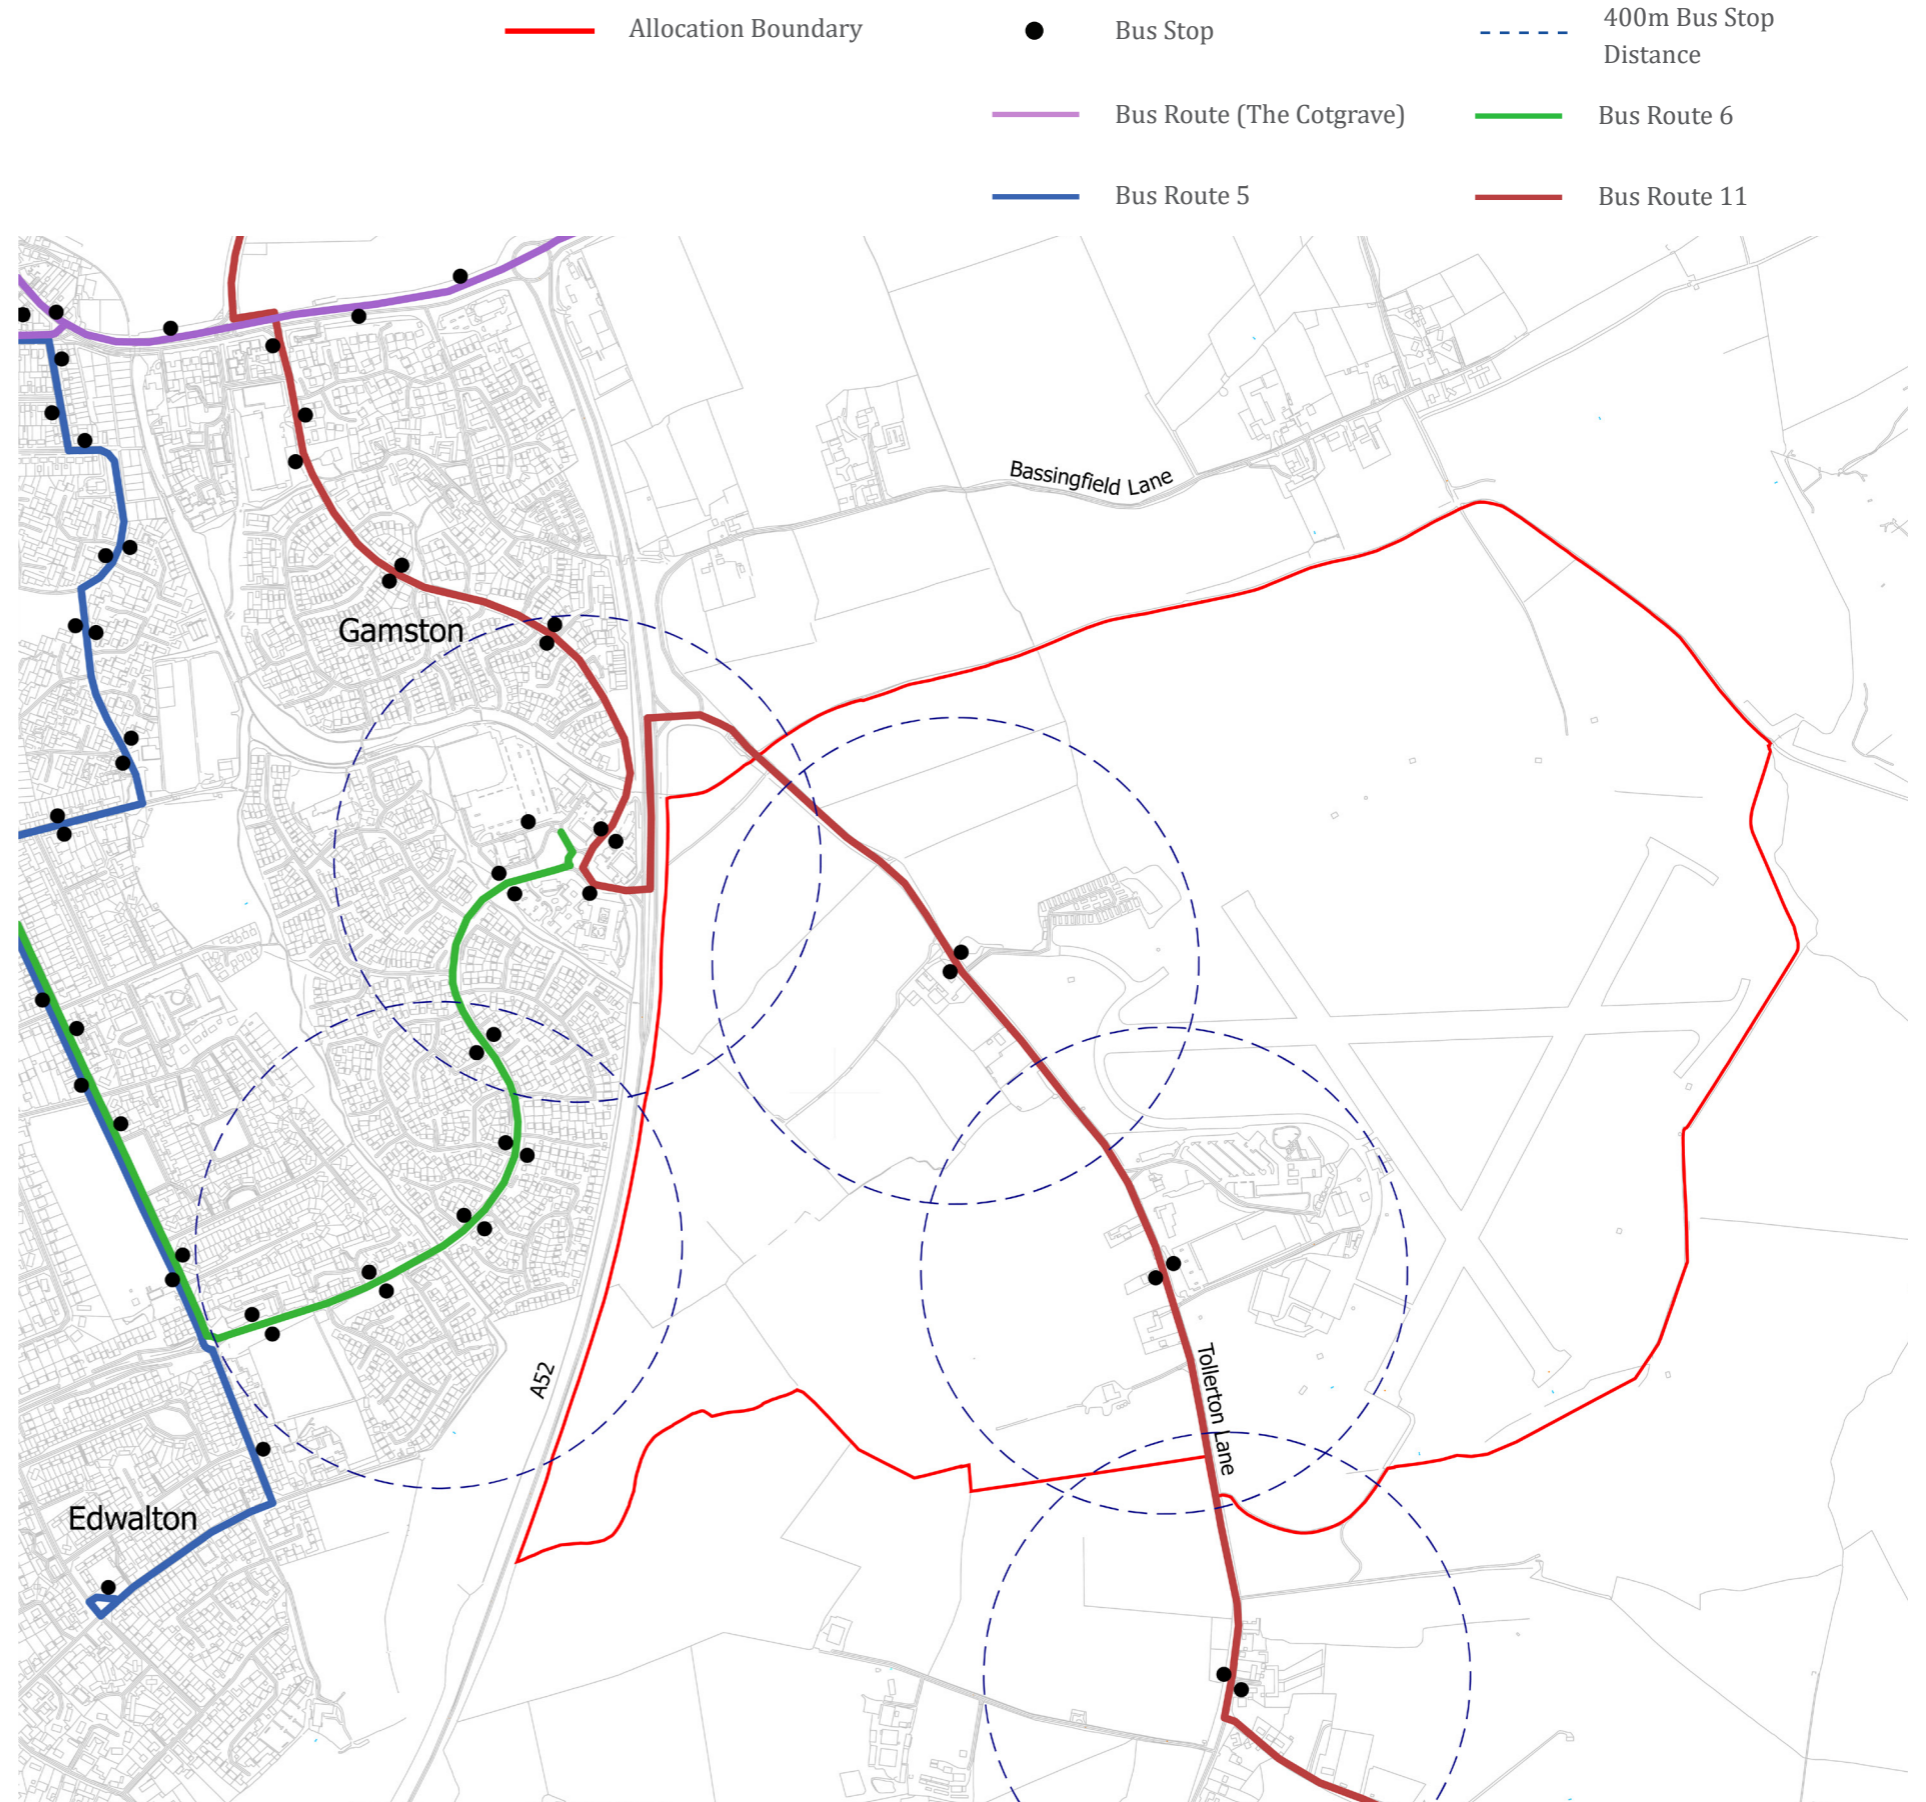 Allocation Boundary
Bus Stop
400m Bus Stop
Distance
Bus Route (The Cotgrave)
Bus Route 6
Bus Route 5
Bus Route 11
Bassingfield Lane
Gamston
A52
Tollerton Lane
Edwalton